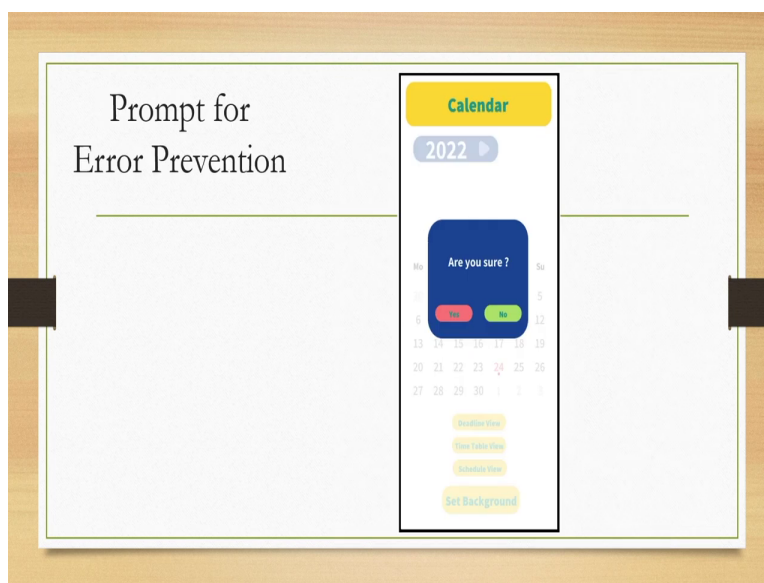 Prompt for
Error Prevention
Calendar
2022
Are you sure ?
Mo Su
Yes No
5
6 12
13 14 15 16 17 18 19
20 21 22 23 24 25 26
27 28 29 30 1 2 3
Deadline View
Time Table View
Schedule View
Set Background